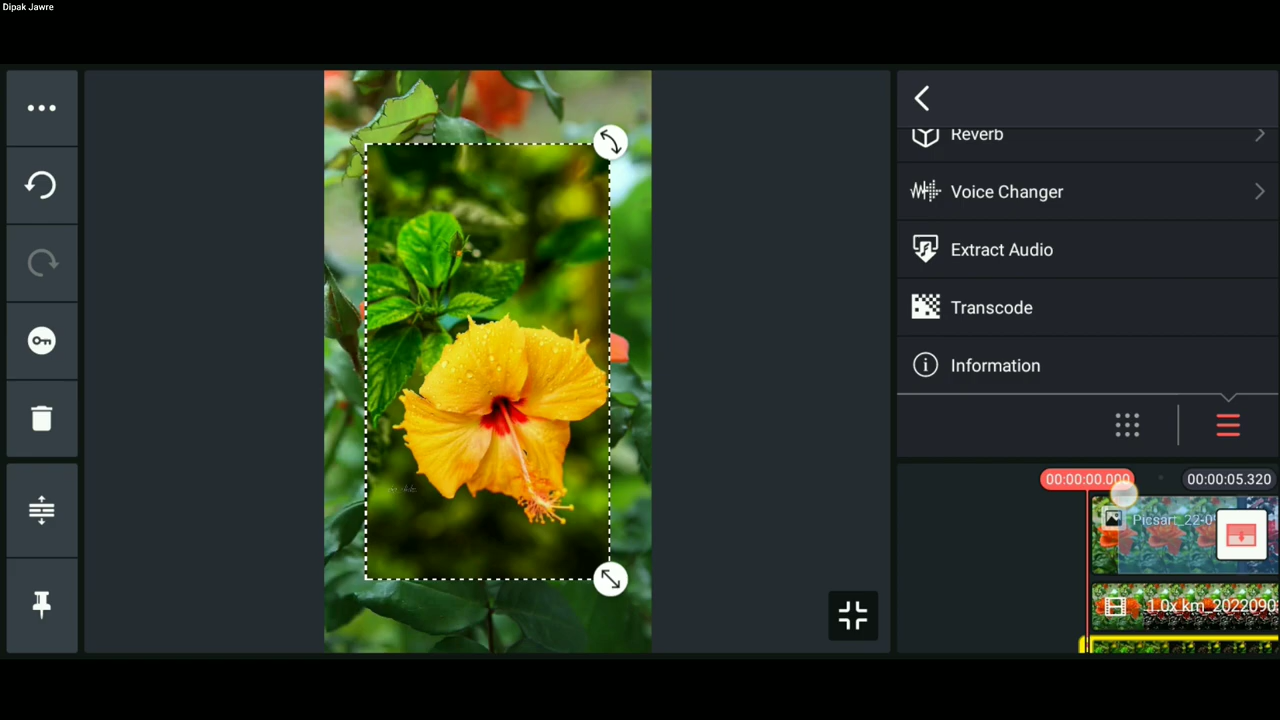 Dipak Jawre
Reverb
Voice Changer
Extract Audio
Transcode
Information
00:00:00.000
00:00:05.320
Picsart_22-0
1.0x km_2022090